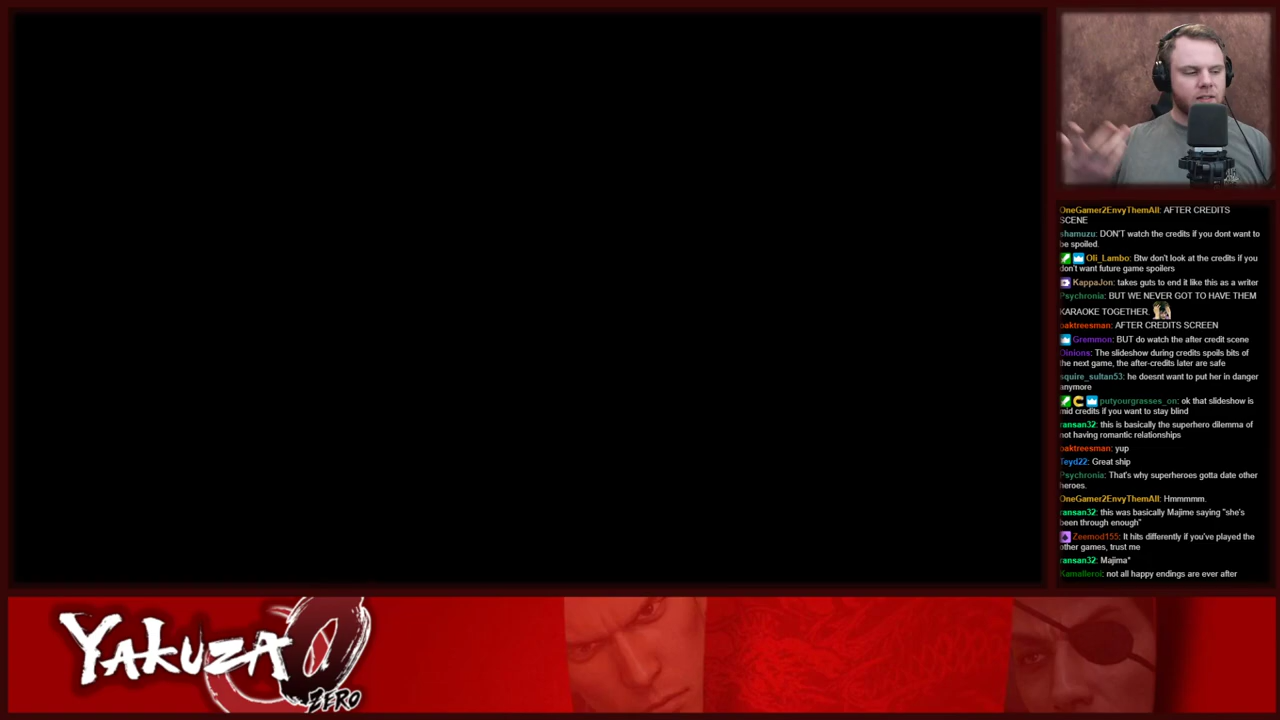 OneGamer2EnvyThemAll: AFTER CREDITS
SCENE
shamuzu: DON'T watch the credits if you dont want to
be spoiled.
Oli_Lambo: Btw don't look at the credits if you
don't want future game spoilers
KappaJon: takes guts to end it like this as a writer
Psychronia: BUT WE NEVER GOT TO HAVE THEM
KARAOKE TOGETHER.
oaktreesman: AFTER CREDITS SCREEN
Gremmon: BUT do watch the after credit scene
Oinions: The slideshow during credits spoils bits of
the next game, the after-credits later are safe
squire_sultan53: he doesnt want to put her in danger
anymore
putyourgrasses_on: ok that slideshow is
mid credits if you want to stay blind
ransan32: this is basically the superhero dilemma of
not having romantic relationships
oaktreesman: yup
Teyd22: Great ship
Psychronia: That's why superheroes gotta date other
heroes.
OneGamer2EnvyThemAll: Hmmmmm.
ransan32: this was basically Majime saying "she's
been through enough"
Zeemod155: It hits differently if you've played the
other games, trust me
ransan32: Majima*
Kamafleroi: not all happy endings are ever after
YAKUZA 0
ZERO